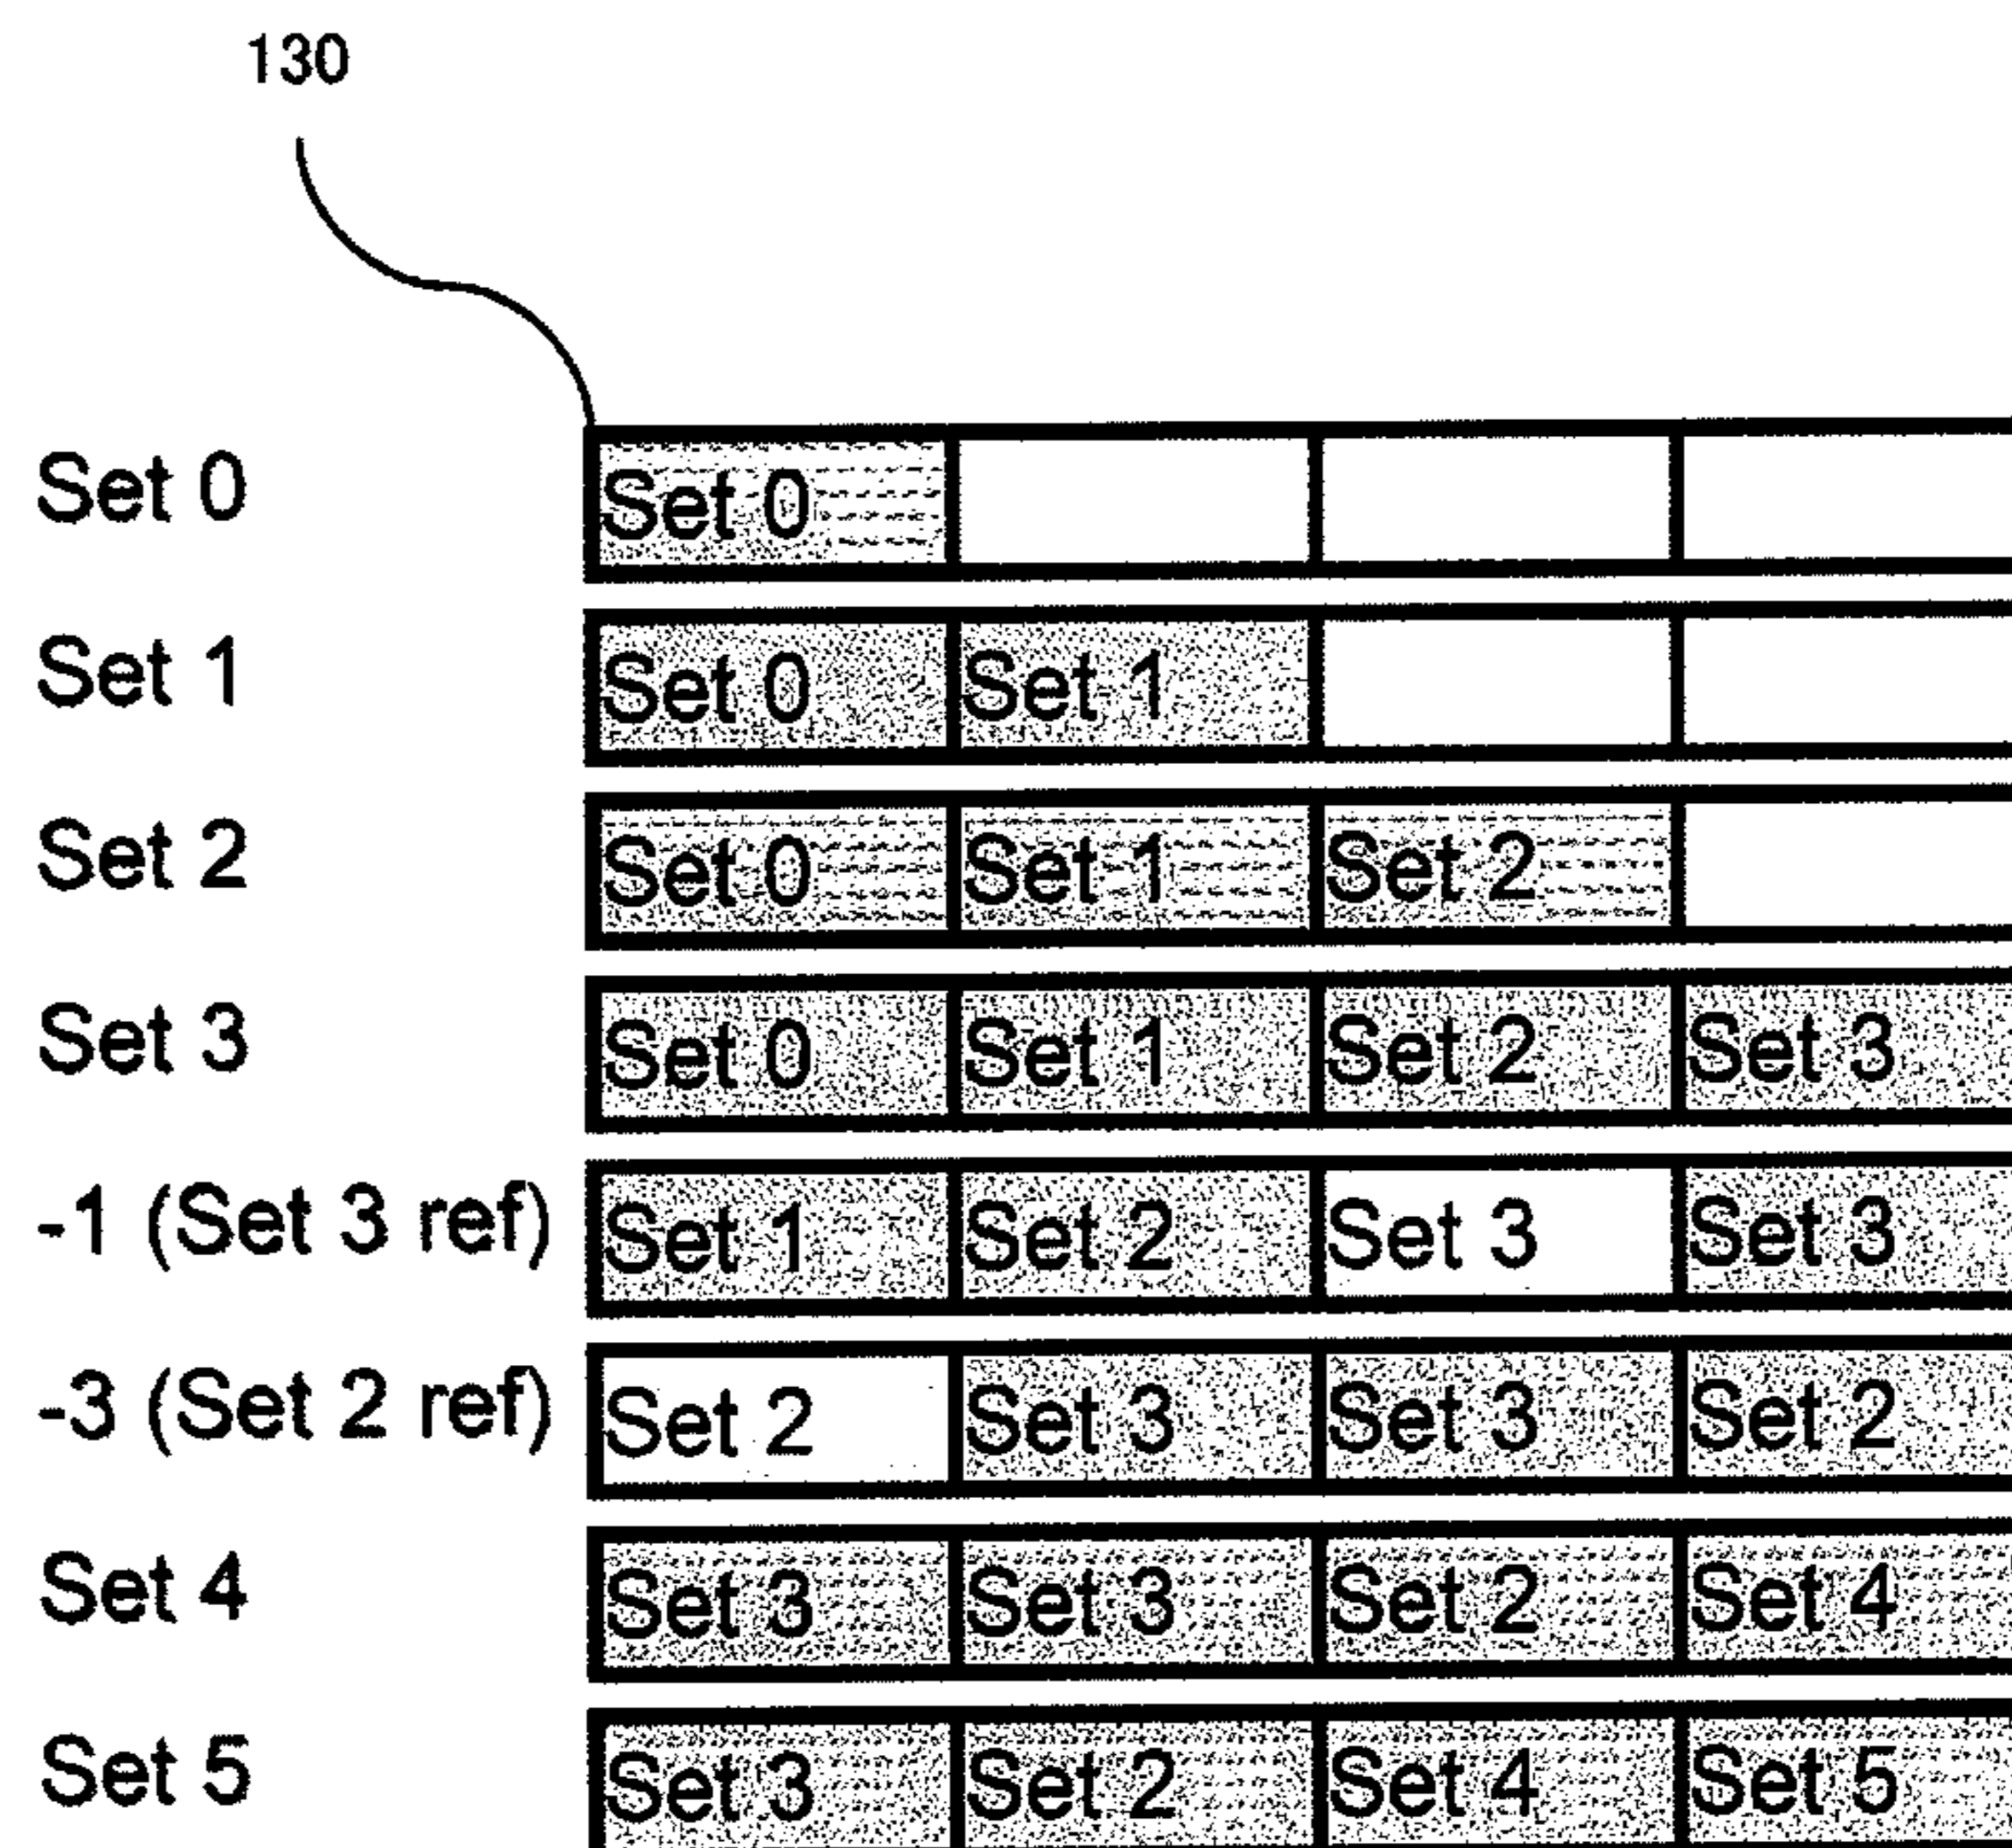 130
Set 0 Set 0
Set 1 Set 0 Set 1
Set 2 Set 0 Set 1 Set 2
Set 3 Set 0 Set 1 Set 2 Set 3
-1 (Set 3 ref) Set 1 Set 2 Set 3 Set 3
-3 (Set 2 ref) Set 2 Set 3 Set 3 Set 2
Set 4 Set 3 Set 3 Set 2 Set 4
Set 5 Set 3 Set 2 Set 4 Set 5